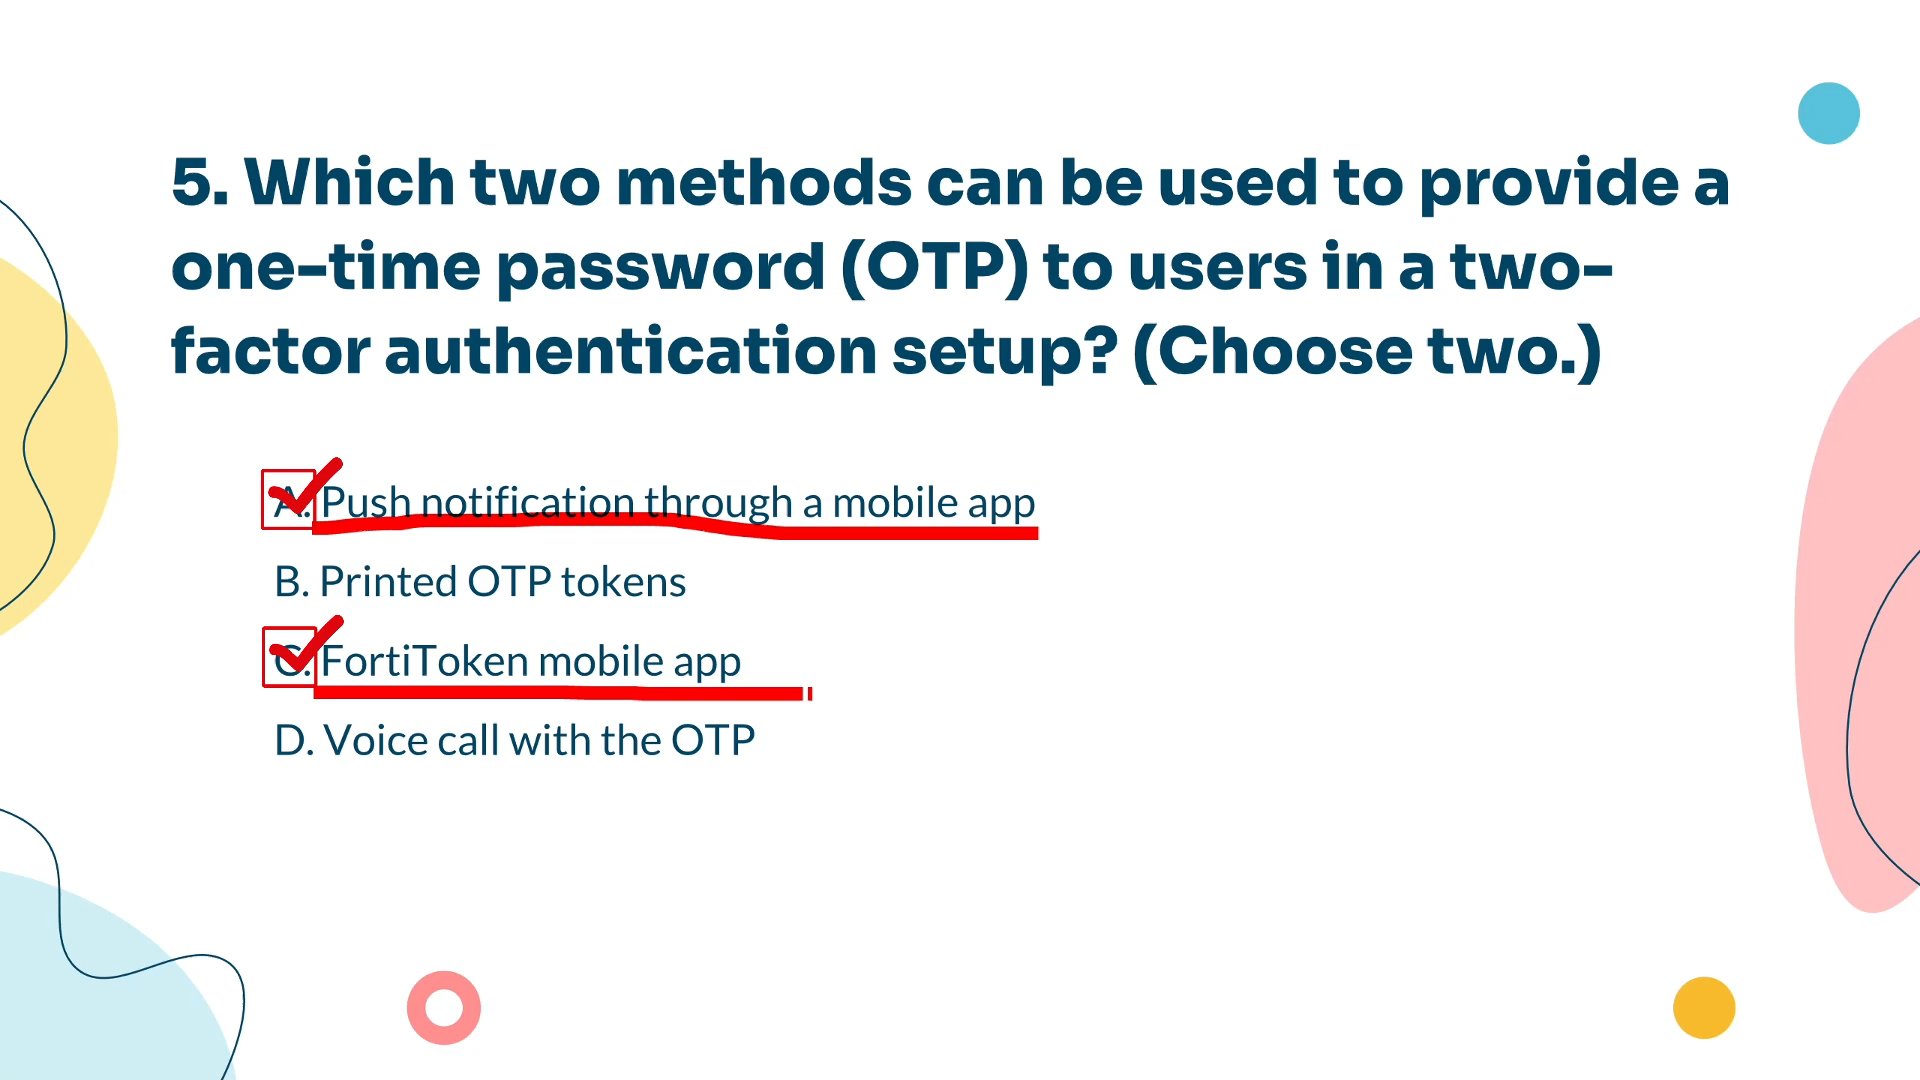 5. Which two methods can be used to provide a
one-time password (OTP) to users in a two-
factor authentication setup? (Choose two.)
A. Push notification through a mobile app
B. Printed OTP tokens
C. FortiToken mobile app
D. Voice call with the OTP